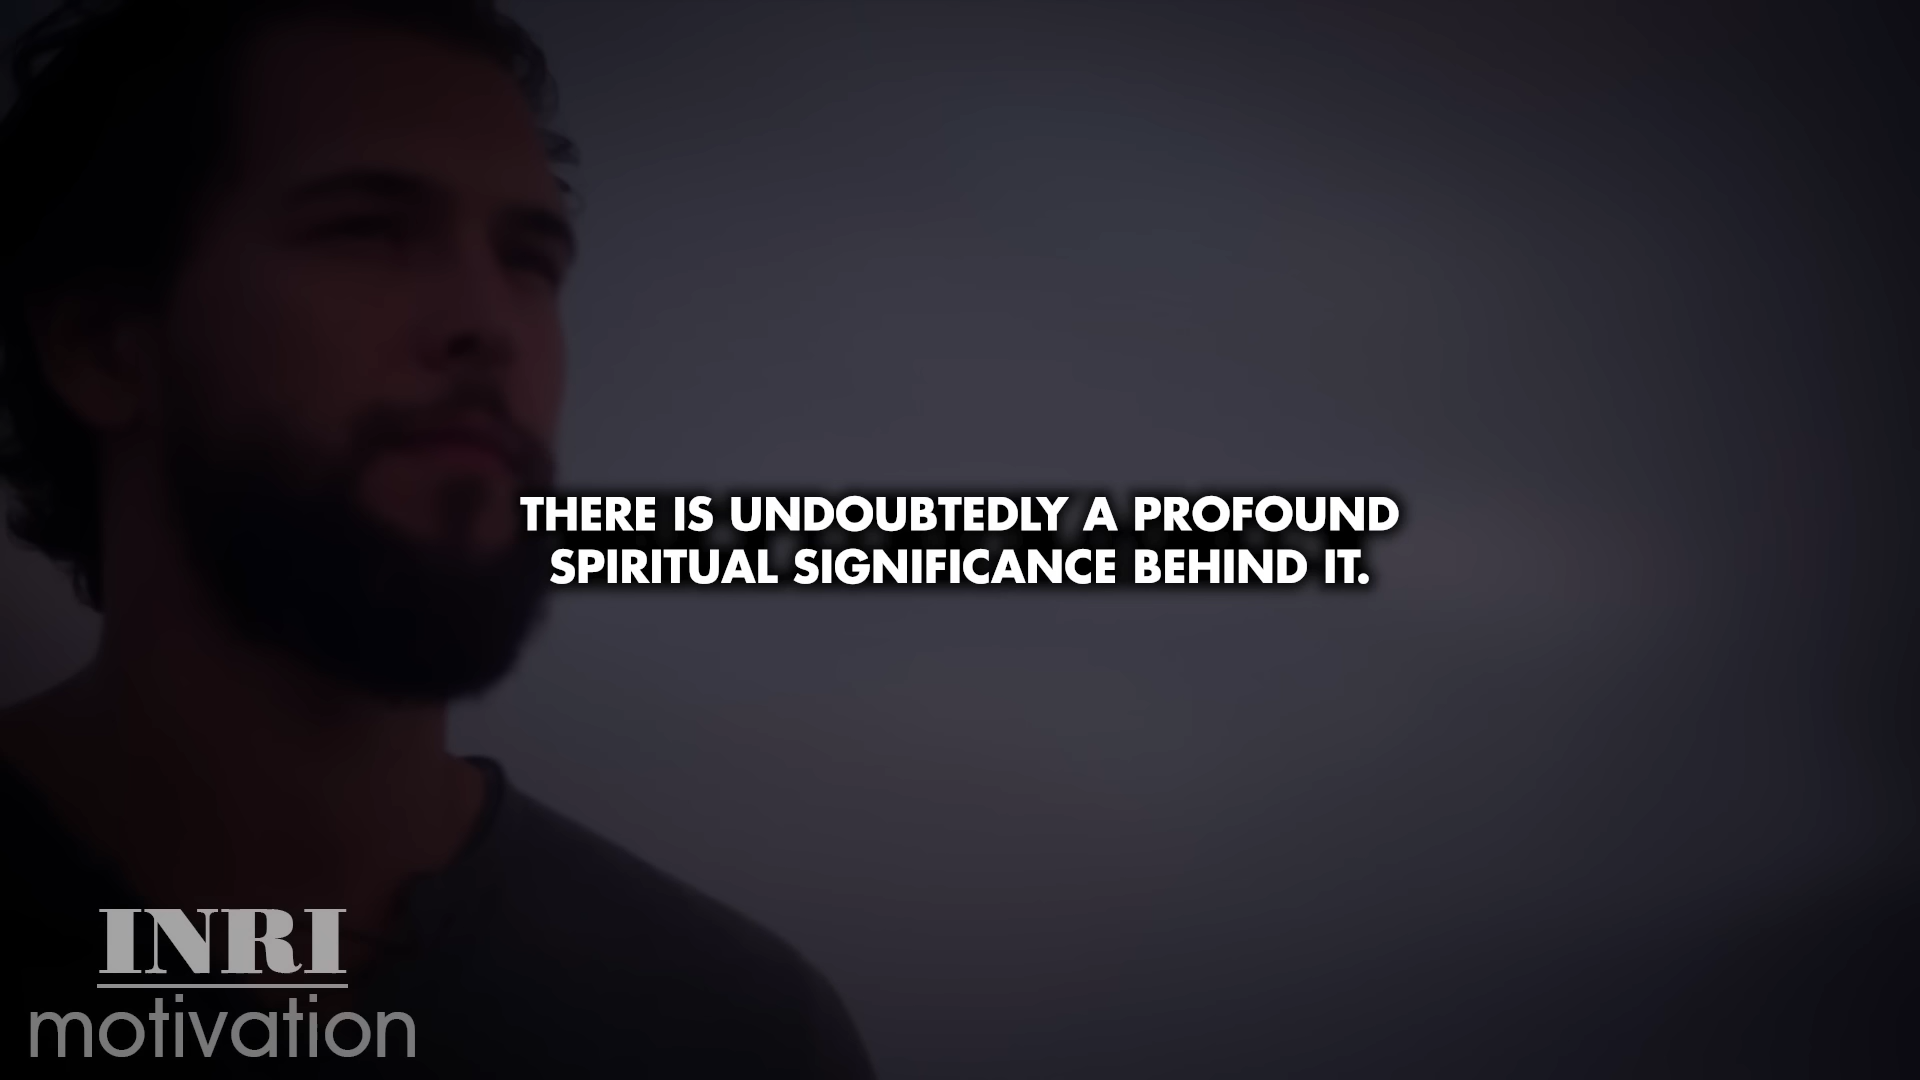 THERE IS UNDOUBTEDLY A PROFOUND
SPIRITUAL SIGNIFICANCE BEHIND IT.
INRI
motivation